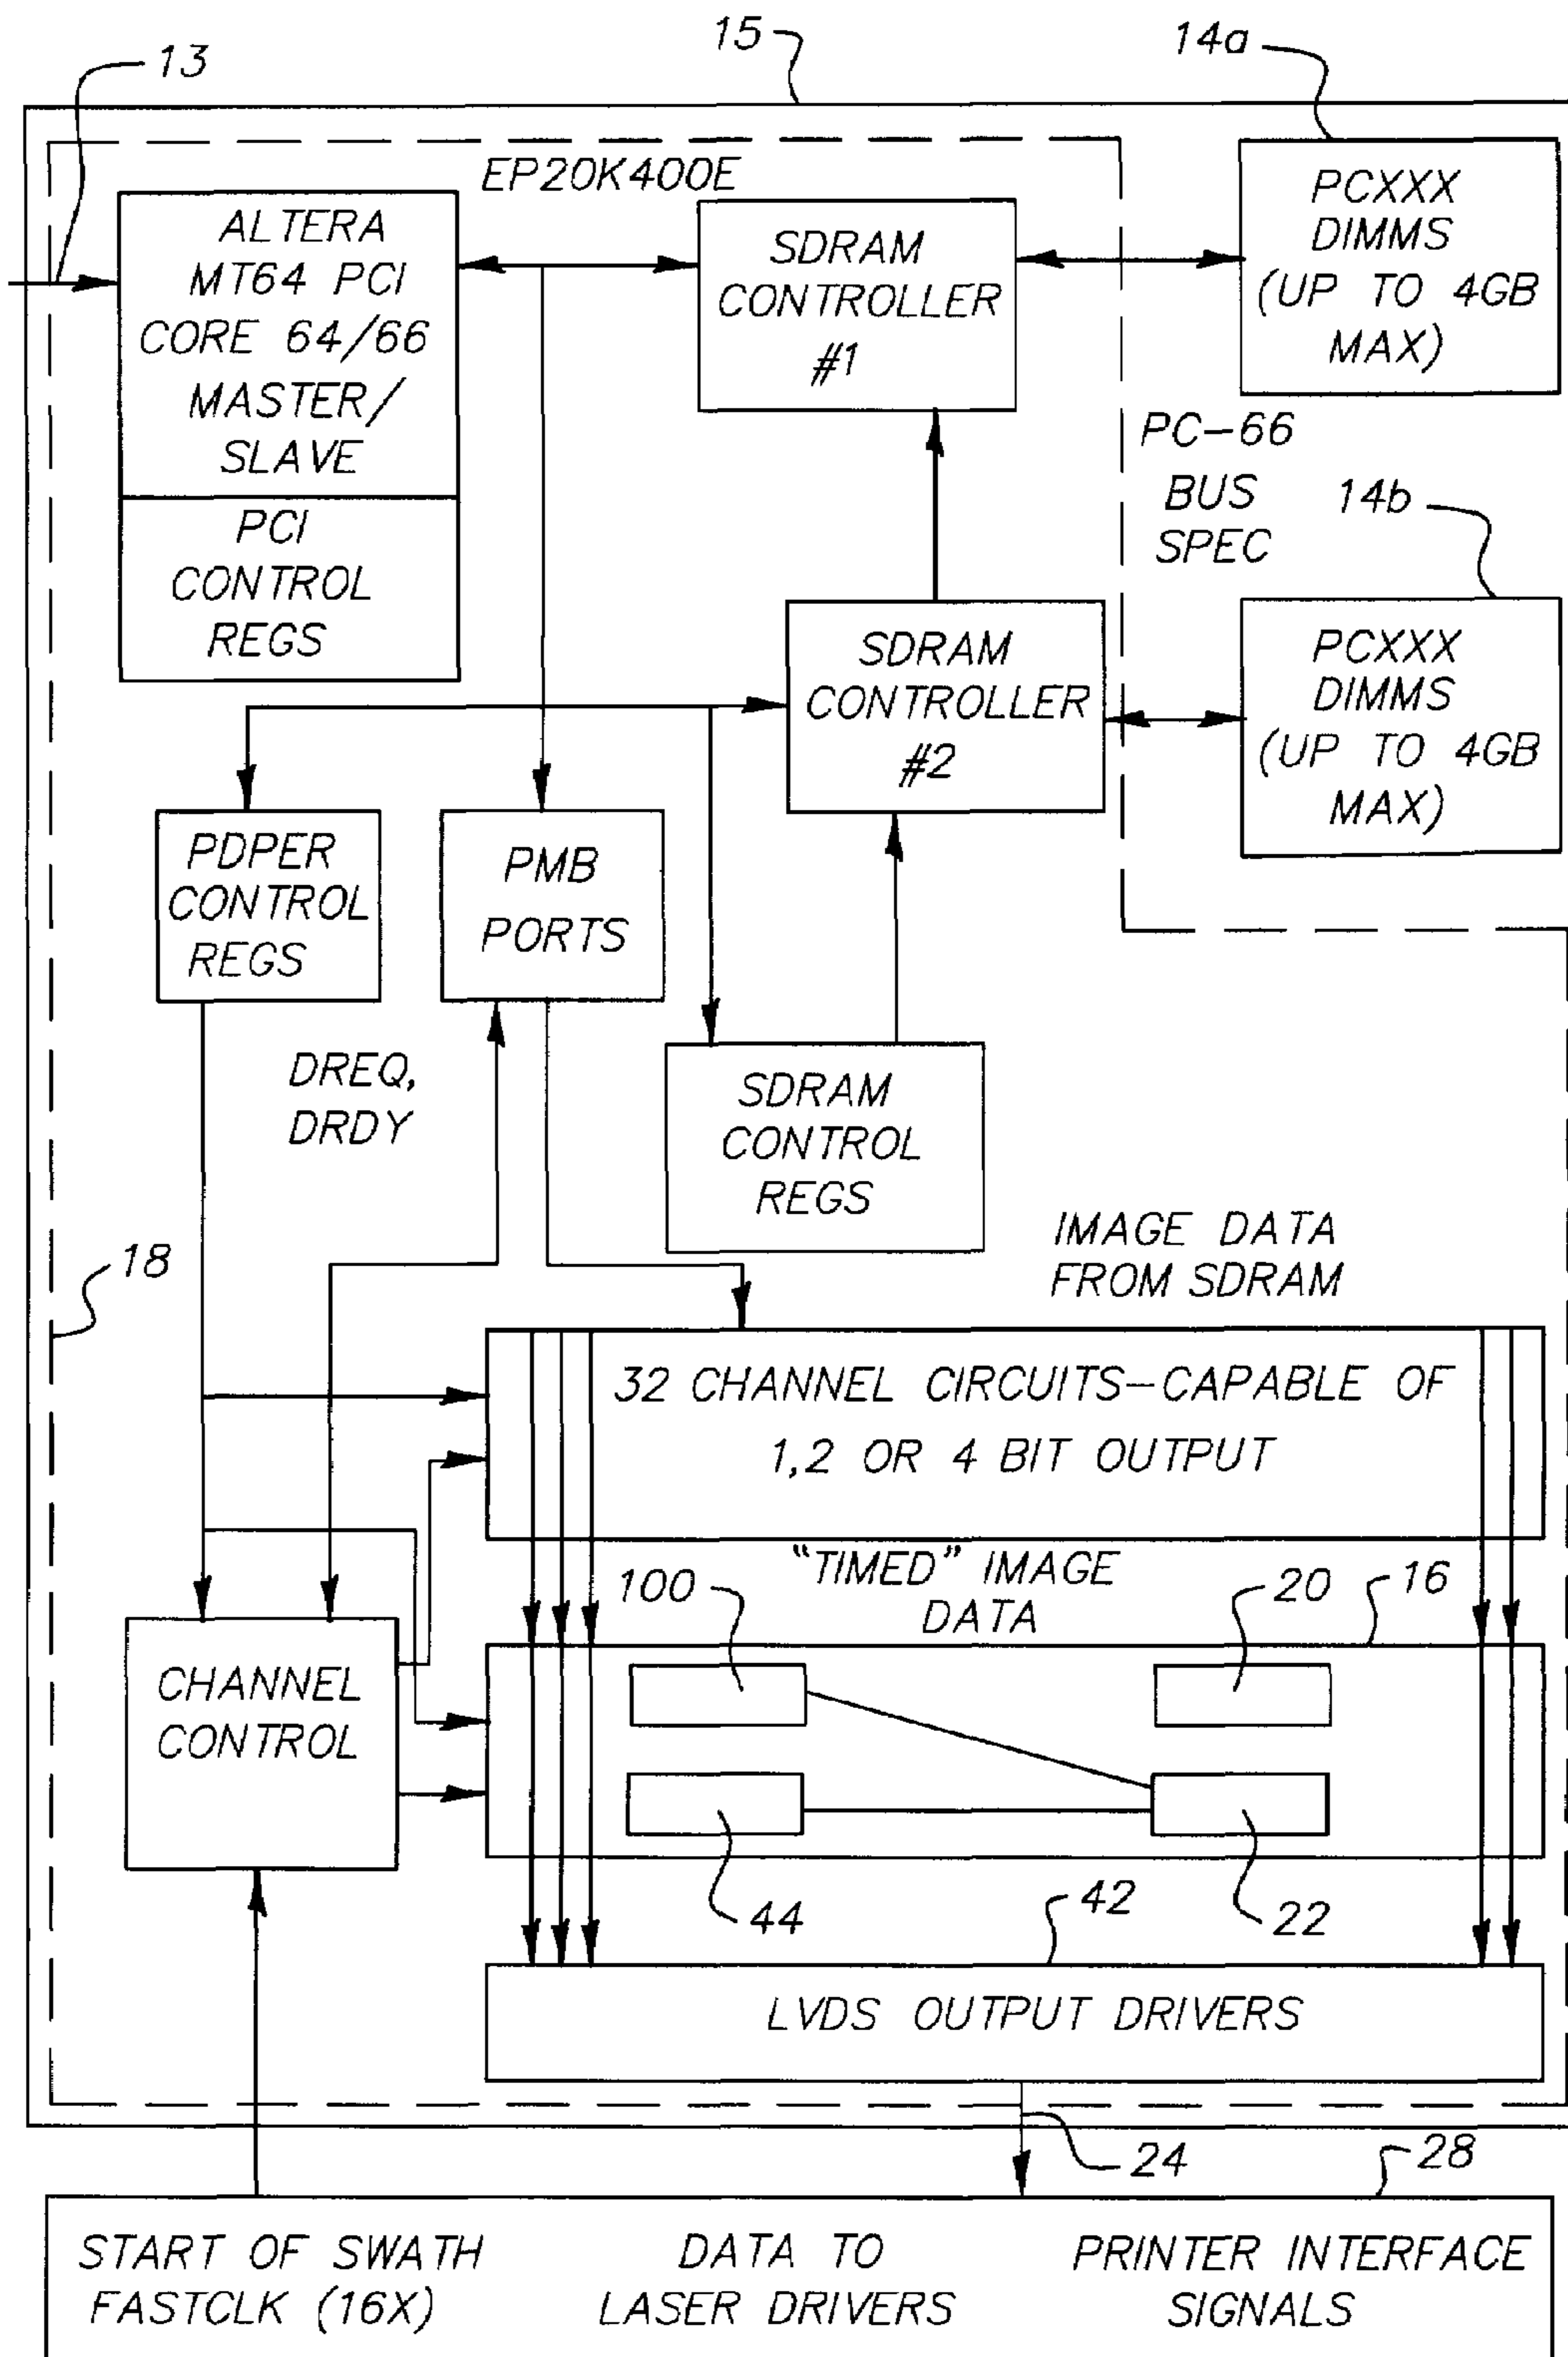 15
14a
13
EP20K400E
ALTERA
MT64 PCI
CORE 64/66
MASTER/
SLAVE
SDRAM
CONTROLLER
#1
PCXXX
DIMMS
(UP TO 4GB
MAX)
PC-66
BUS
SPEC
14b
PCI
CONTROL
REGS
SDRAM
CONTROLLER
#2
PCXXX
DIMMS
(UP TO 4GB
MAX)
PDPER
CONTROL
REGS
PMB
PORTS
DREQ,
DRDY
SDRAM
CONTROL
REGS
18
IMAGE DATA
FROM SDRAM
32 CHANNEL CIRCUITS-CAPABLE OF
1,2 OR 4 BIT OUTPUT
"TIMED" IMAGE
DATA
100
20
16
CHANNEL
CONTROL
44
42
22
LVDS OUTPUT DRIVERS
24
28
START OF SWATH
FASTCLK (16X)
DATA TO
LASER DRIVERS
PRINTER INTERFACE
SIGNALS